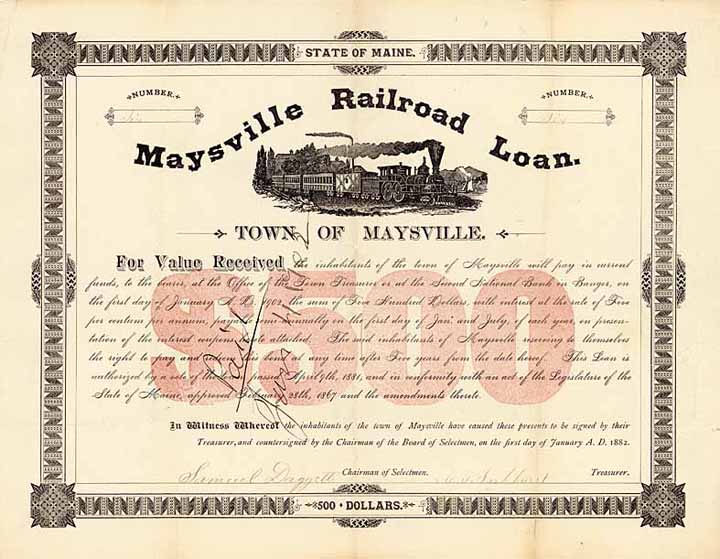 STATE OF MAINE.
NUMBER. NUMBER.
Maysville Railroad Loan.
TOWN OF MAYSVILLE.
For Value Received the inhabitants of the town of Maysville will pay in current
funds, to the bearer, at the Office of the Town Treasurer or at the Second National Bank in Bangor, on
the first day of January A. D. 1902, the sum of Five Hundred Dollars, with interest at the rate of Five
per centum per annum, payable semi-annually on the first day of Jan. and July, of each year, on presen-
tation of the interest coupons attached. The said inhabitants of Maysville reserving to themselves
the right to pay and this bond at any time after Five years from the date hereof. This Loan is
authorized by a vote of the passed April 9th, 1881, and is in conformity with an act of the Legislature of the
State of Maine, approved February 28th, 1867 and the amendments thereto.
$500
Paid
In Witness Whereof the inhabitants of the town of Maysville have caused these presents to be signed by their
Treasurer, and countersigned by the Chairman of the Board of Selectmen, on the first day of January A. D. 1882.
Samuel Daggett Chairman of Selectmen. Treasurer.
500 DOLLARS.